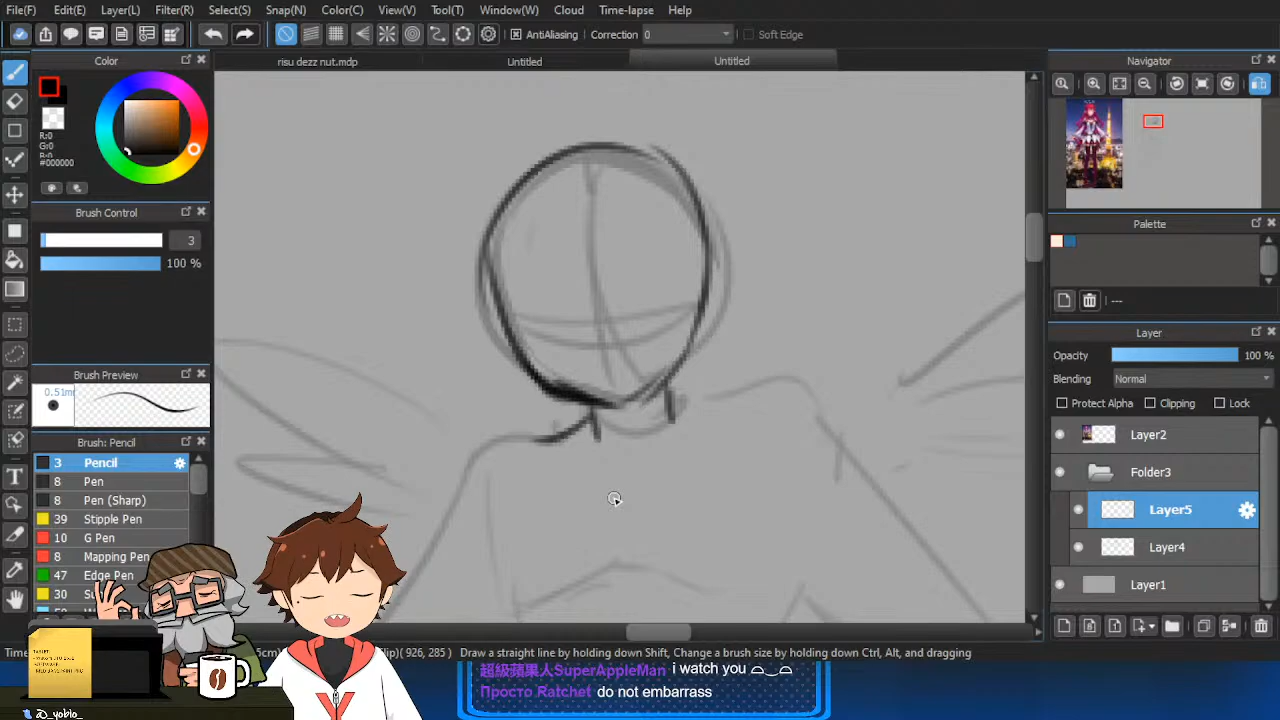 File(F) Edit(E) Layer(L) Filter(R) Select(S) Snap(N) Color(C) View(V) Tool(T) Window(W) Cloud Time-lapse Help
AntiAliasing Correction 0 Soft Edge
Color
risu dezz nut.mdp Untitled Untitled
Navigator
R:0
G:0
B:0
#000000
Brush Control
3
100 %
Palette
---
Layer
Opacity 100 %
Blending Normal
Protect Alpha Clipping Lock
Brush Preview
0.51m
Brush: Pencil
3 Pencil
8 Pen
8 Pen (Sharp)
39 Stipple Pen
10 G Pen
8 Mapping Pen
47 Edge Pen
30
50
Layer2
Folder3
Layer5
Layer4
Layer1
( 926, 285 ) Draw a straight line by holding down Shift, Change a brush size by holding down Ctrl, Alt, and dragging
超級蘋果人SuperAppleMan i watch you
Просто Ratchet do not embarrass